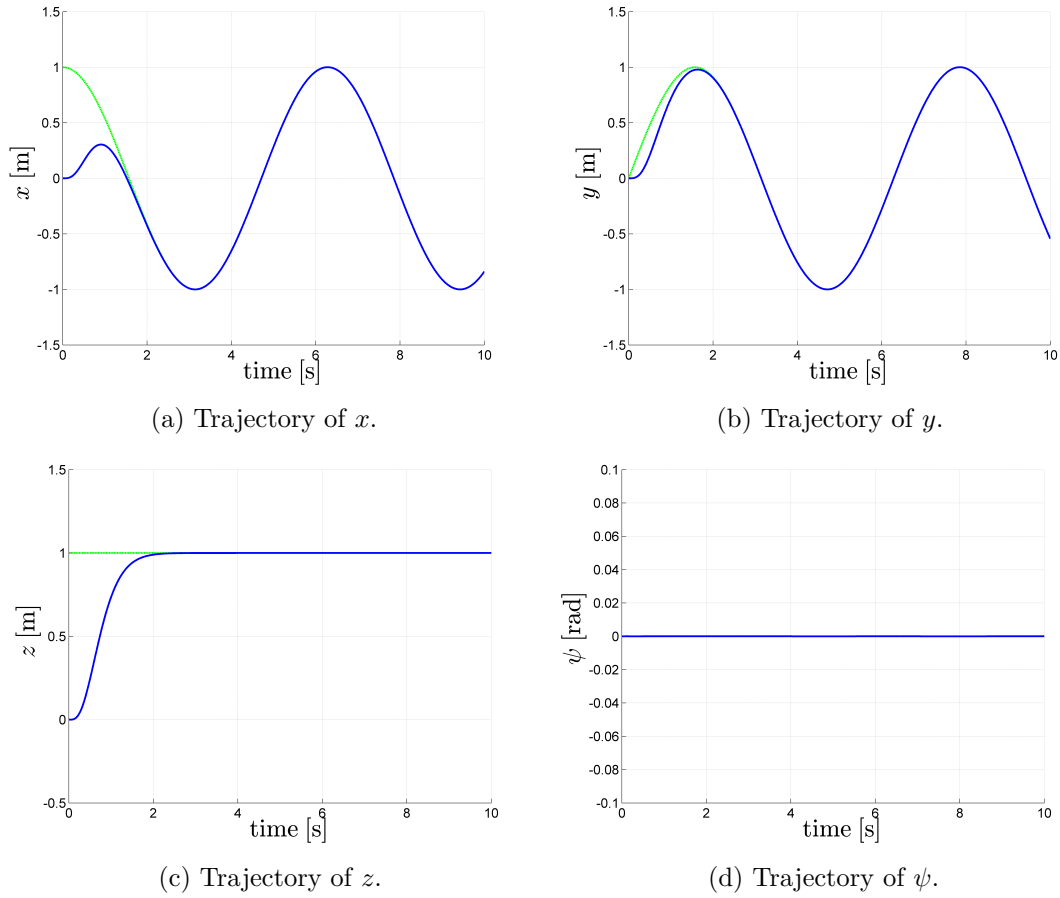 1.5
1
0.5
0
-0.5
-1
-1.5
x [m]
0 2 4 6 8 10
time [s]
(a) Trajectory of x.
1.5
1
0.5
0
-0.5
-1
-1.5
y [m]
0 2 4 6 8 10
time [s]
(b) Trajectory of y.
1.5
1
0.5
0
-0.5
z [m]
0 2 4 6 8 10
time [s]
(c) Trajectory of z.
0.1
0.08
0.06
0.04
0.02
0
-0.02
-0.04
-0.06
-0.08
-0.1
ψ [rad]
0 2 4 6 8 10
time [s]
(d) Trajectory of ψ.